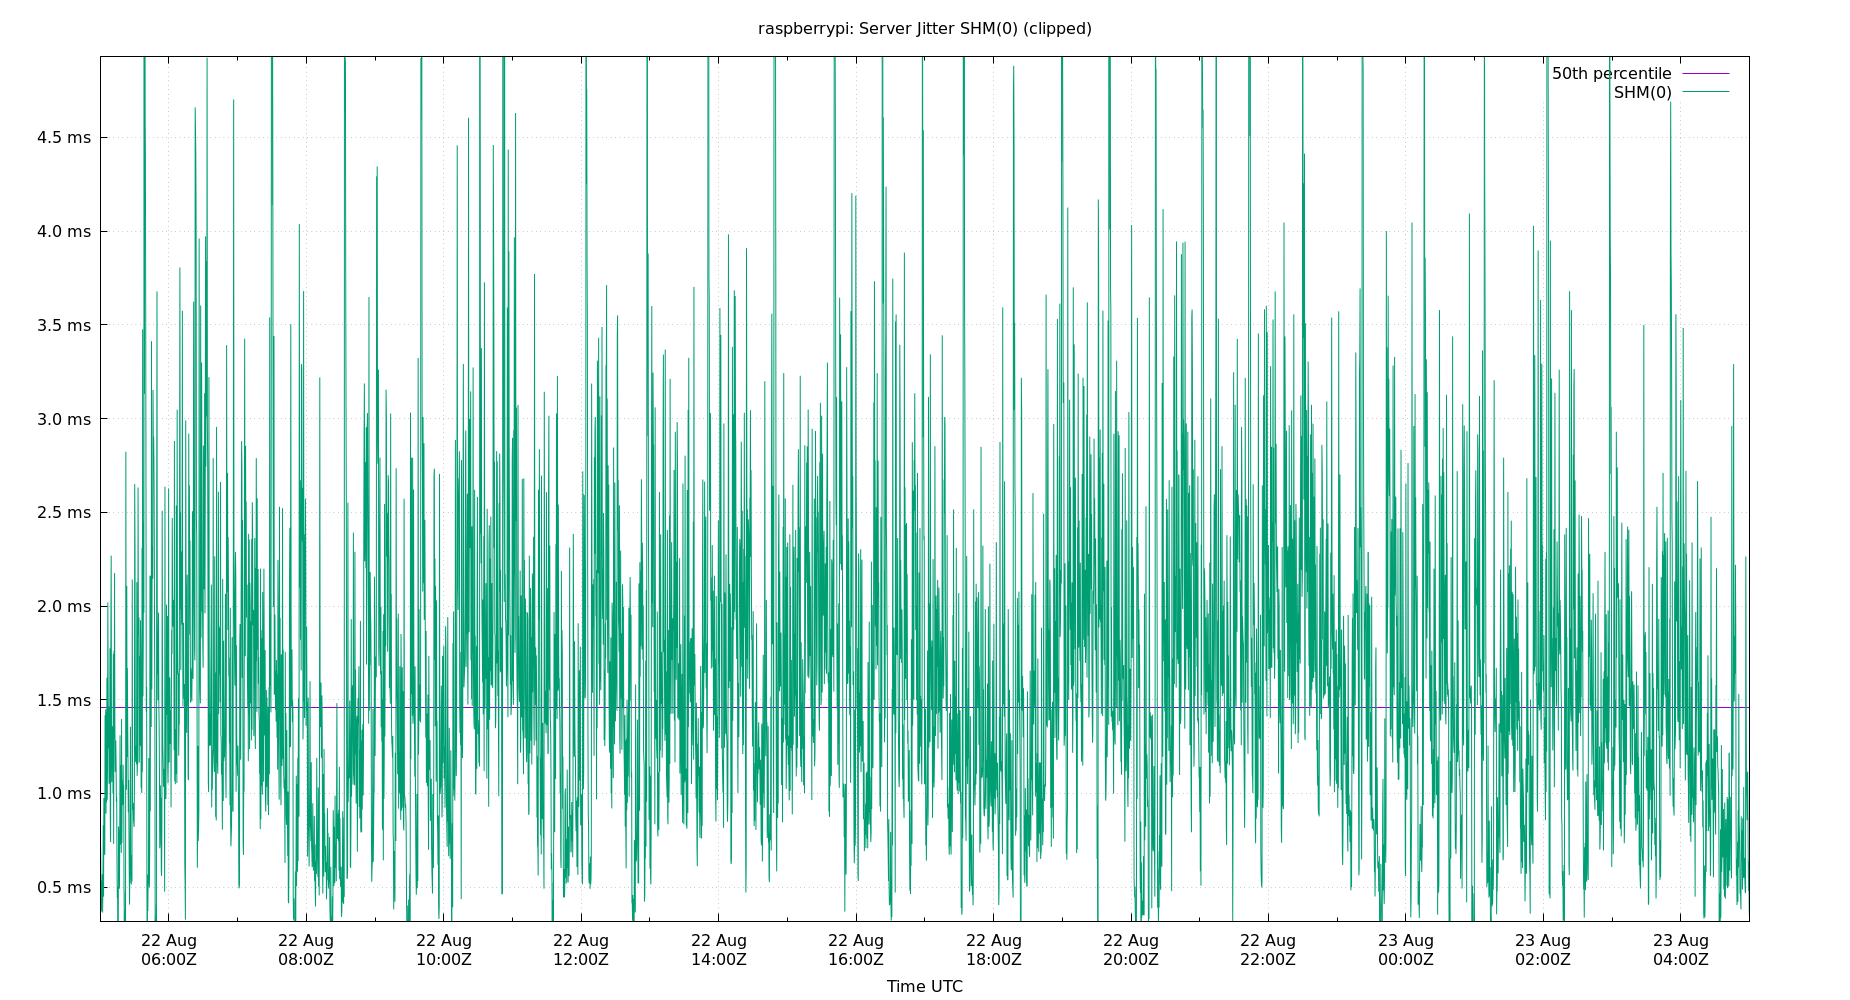 raspberrypi: Server Jitter SHM(0) (clipped)
50th percentile
SHM(0)
4.5 ms
4.0 ms
3.5 ms
3.0 ms
2.5 ms
2.0 ms
1.5 ms
1.0 ms
0.5 ms
22 Aug 22 Aug 22 Aug 22 Aug 22 Aug 22 Aug 22 Aug 22 Aug 22 Aug 23 Aug 23 Aug 23 Aug
06:00Z 08:00Z 10:00Z 12:00Z 14:00Z 16:00Z 18:00Z 20:00Z 22:00Z 00:00Z 02:00Z 04:00Z
Time UTC